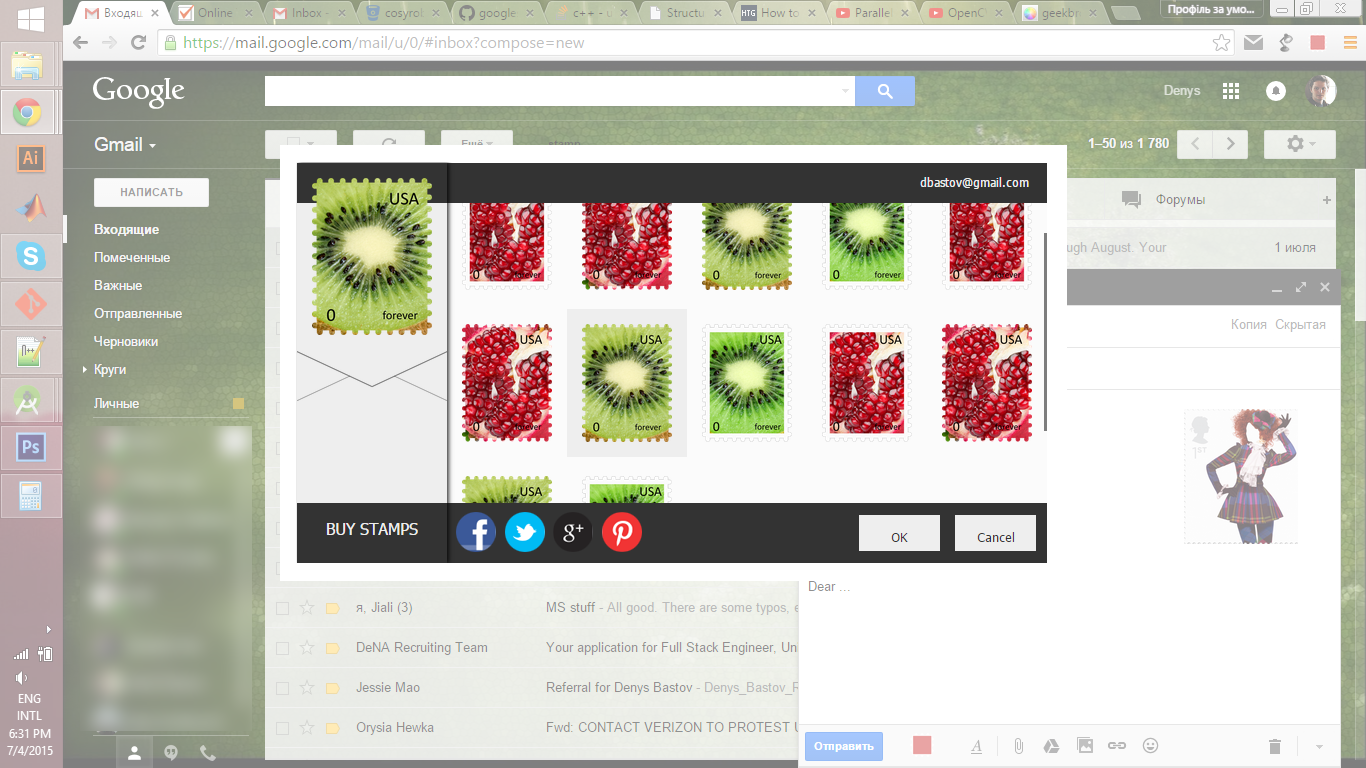 Входящ
Online
Inbox
cosyrob
google
c++ -
Structu
HTG
How to
Parallel
OpenC
geekbr
Профіль за умо...
https://mail.google.com/mail/u/0/#inbox?compose=new
Google
Denys
Gmail
Ещё
1–50 из 1 780
НАПИСАТЬ
dbastov@gmail.com
Форумы
+
Входящие
Помеченные
Важные
Отправленные
Черновики
Круги
Личные
ugh August. Your
1 июля
Копия Скрытая
USA
0 forever
0 forever
0 forever
0 forever
0 forever
0 forever
USA USA USA USA USA
0 forever
0 forever
0 forever
0 forever
0 forever
USA USA
1ST
BUY STAMPS
OK
Cancel
Dear ...
я, Jiali (3)
MS stuff - All good. There are some typos, e
DeNA Recruiting Team
Your application for Full Stack Engineer, Uni
Jessie Mao
Referral for Denys Bastov - Denys_Bastov_R
Orysia Hewka
Fwd: CONTACT VERIZON TO PROTEST U
Отправить
A
Ai
S
n++
Ps
ENG
INTL
6:31 PM
7/4/2015